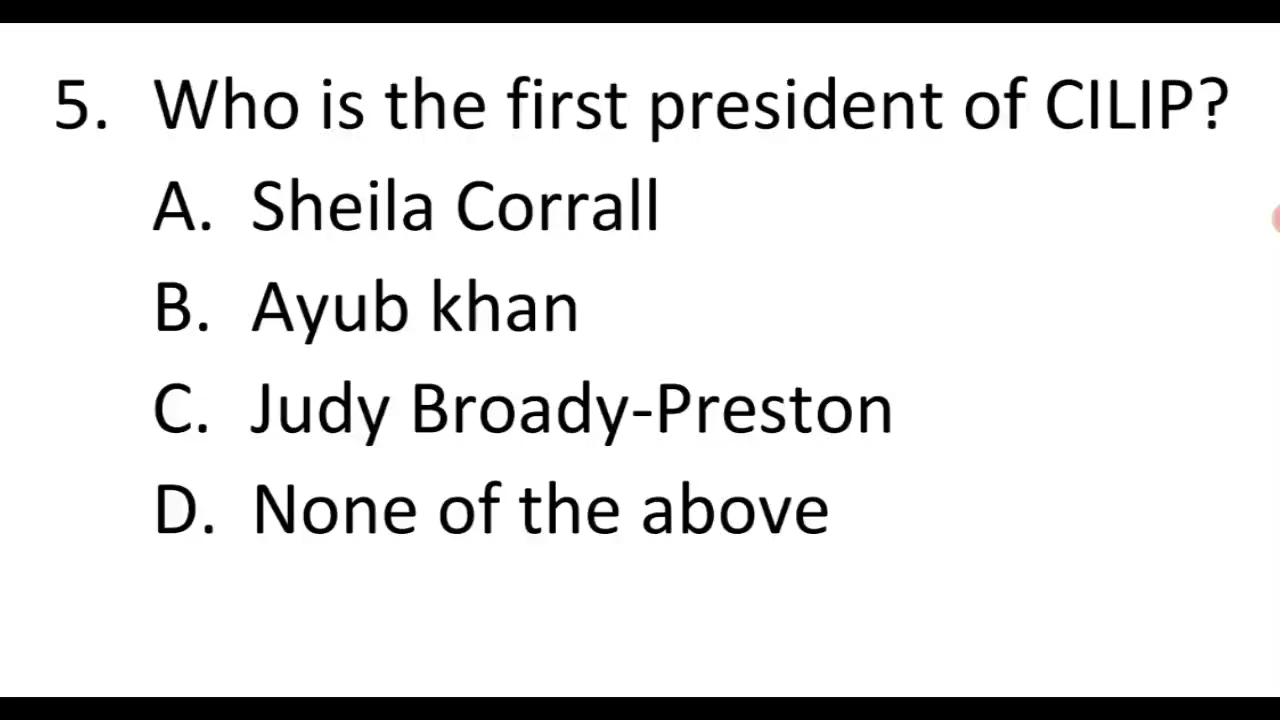 5. Who is the first president of CILIP?
A. Sheila Corrall
B. Ayub khan
C. Judy Broady-Preston
D. None of the above